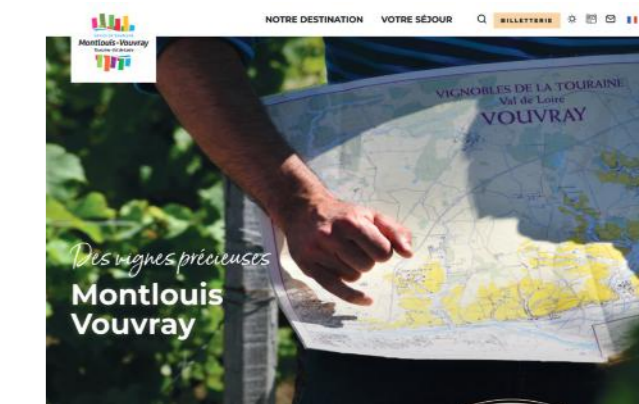 NOTRE DESTINATION VOTRE SÉJOUR BILLETTERIE
Montlouis-Vouvray
VIGNOBLES DE LA TOURAINE
Val de Loire
VOUVRAY
Des vignes précieuses
Montlouis
Vouvray